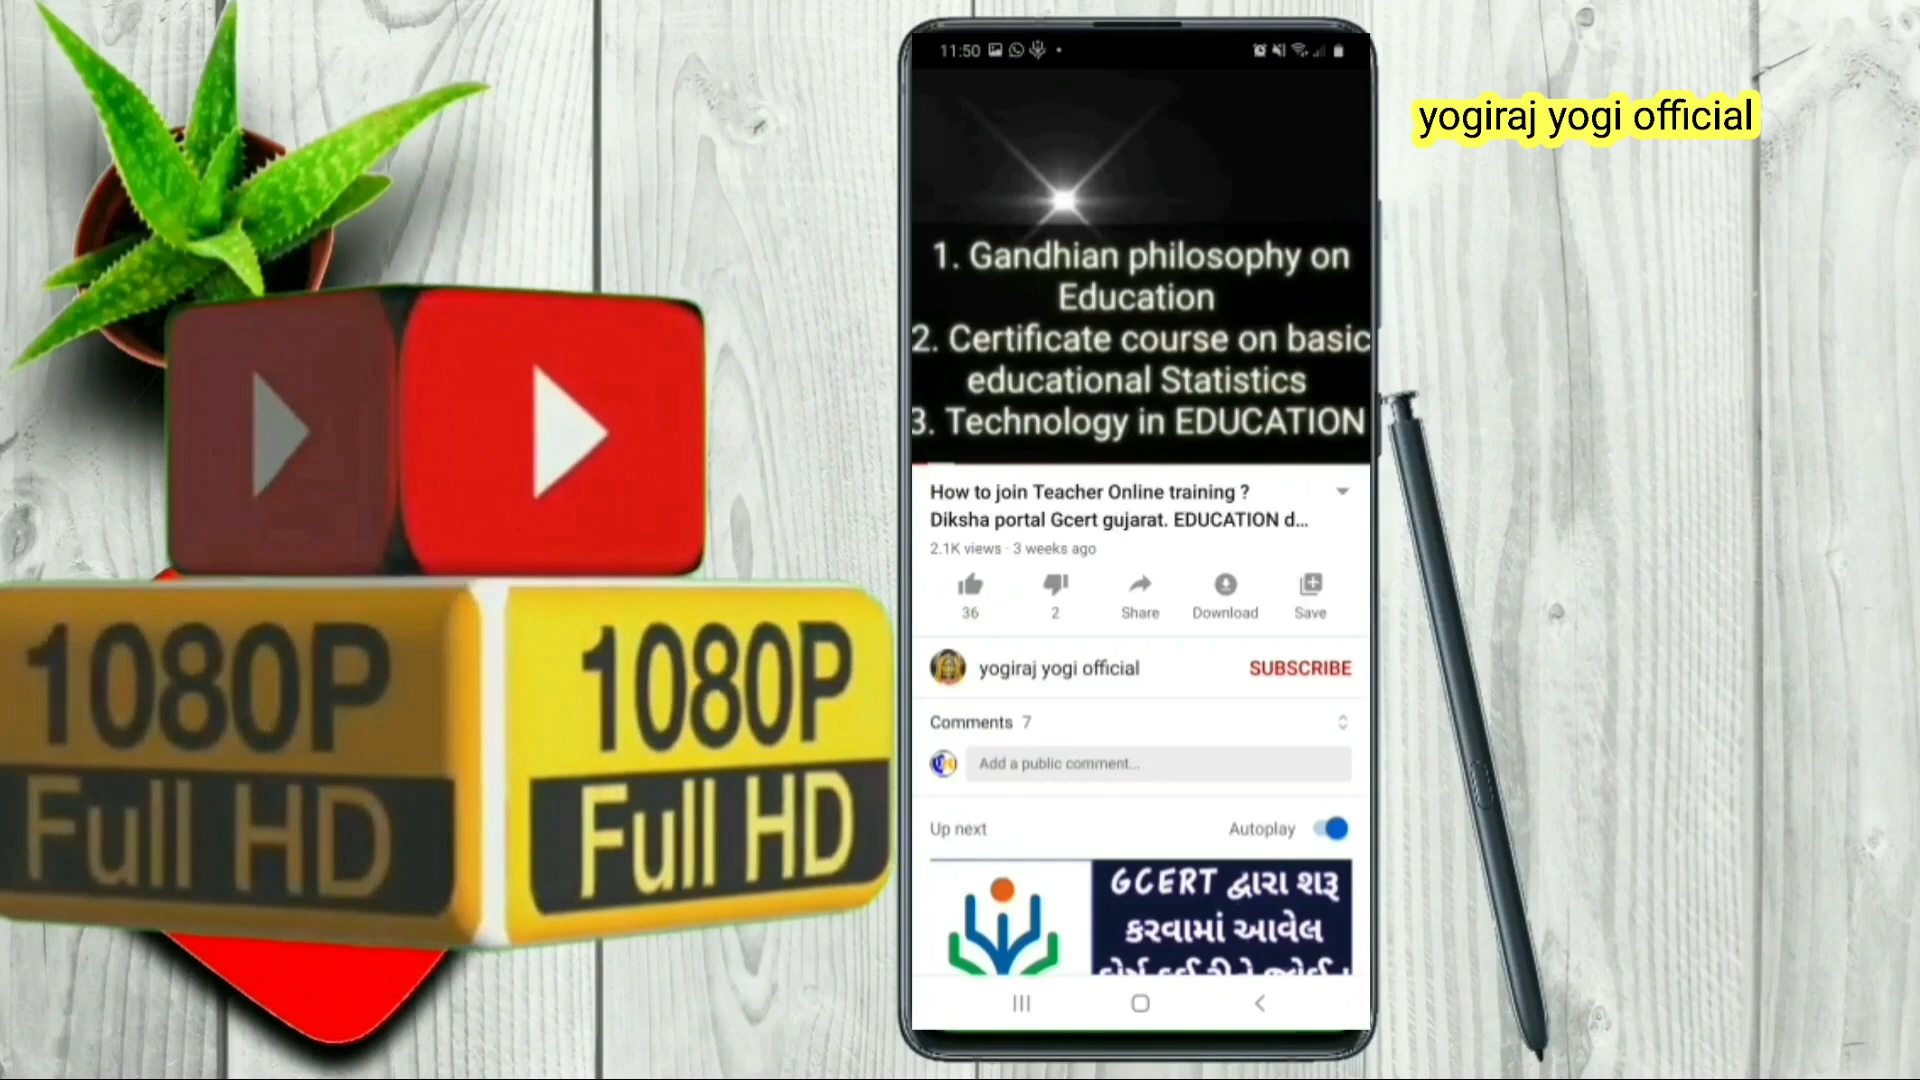 yogiraj yogi official
11:50
1. Gandhian philosophy on
Education
2. Certificate course on basic
educational Statistics
3. Technology in EDUCATION
How to join Teacher Online training ?
Diksha portal Gcert gujarat. EDUCATION d...
2.1K views · 3 weeks ago
36
2
Share
Download
Save
yogiraj yogi official
SUBSCRIBE
Comments 7
Add a public comment...
Up next
Autoplay
GCERT દ્વારા શરૂ
કરવામાં આવેલ
1080P
Full HD
1080P
Full HD